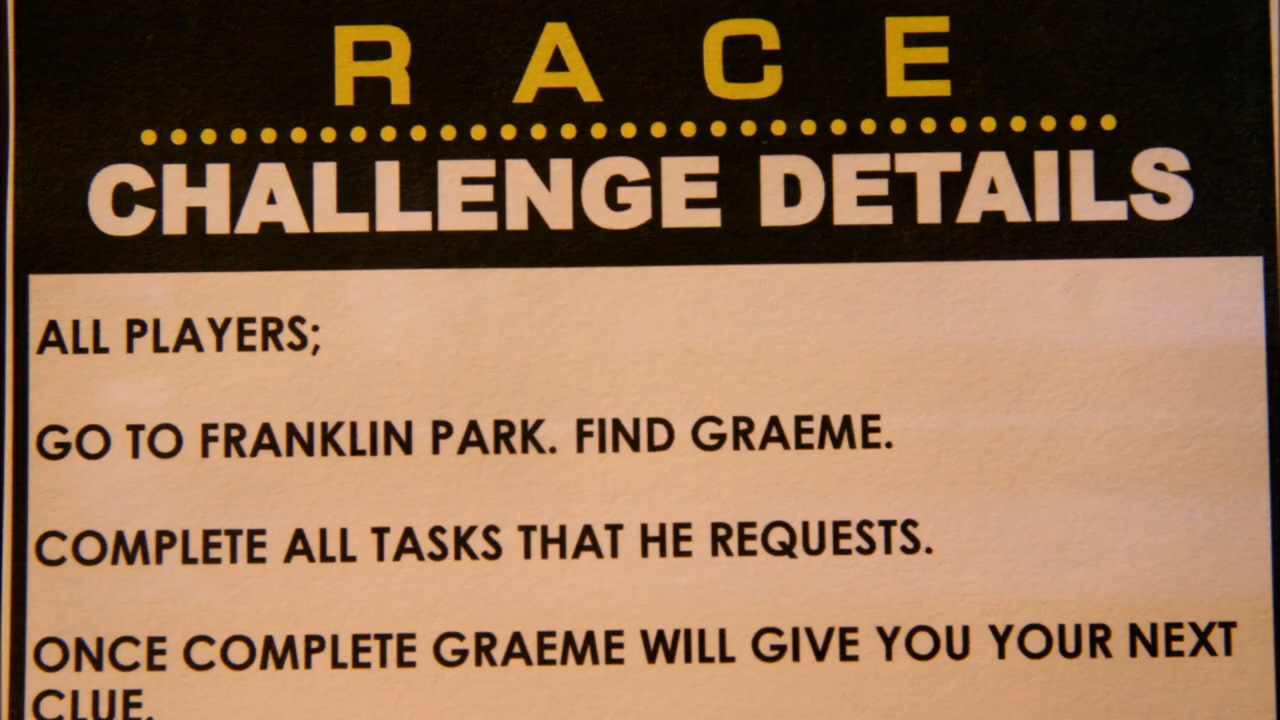 RACE
CHALLENGE DETAILS
ALL PLAYERS;
GO TO FRANKLIN PARK. FIND GRAEME.
COMPLETE ALL TASKS THAT HE REQUESTS.
ONCE COMPLETE GRAEME WILL GIVE YOU YOUR NEXT
CLUE.